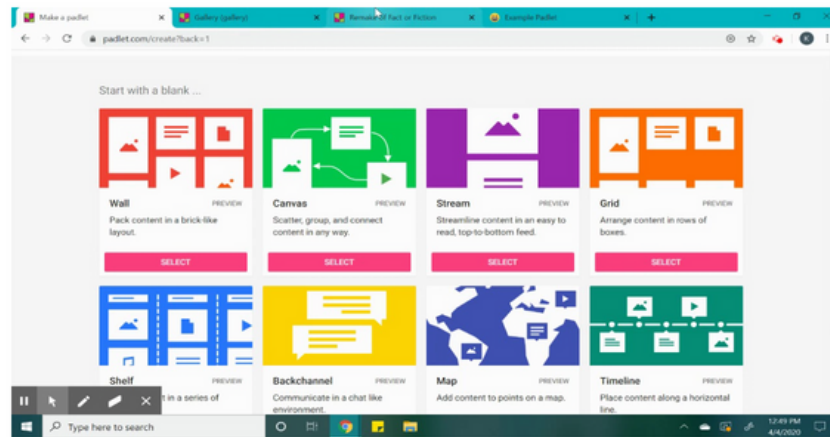 Make a padlet
Gallery (gallery)
Remake of Fact or Fiction
Example Padlet
padlet.com/create?back=1
K
Start with a blank ...
Wall PREVIEW
Pack content in a brick-like
layout.
SELECT
Canvas PREVIEW
Scatter, group, and connect
content in any way.
SELECT
Stream PREVIEW
Streamline content in an easy to
read, top-to-bottom feed.
SELECT
Grid PREVIEW
Arrange content in rows of
boxes.
SELECT
Shelf PREVIEW
t in a series of
Backchannel PREVIEW
Communicate in a chat like
environment.
Map PREVIEW
Add content to points on a map.
Timeline PREVIEW
Place content along a horizontal
line.
Type here to search
12:49 PM
4/4/2020